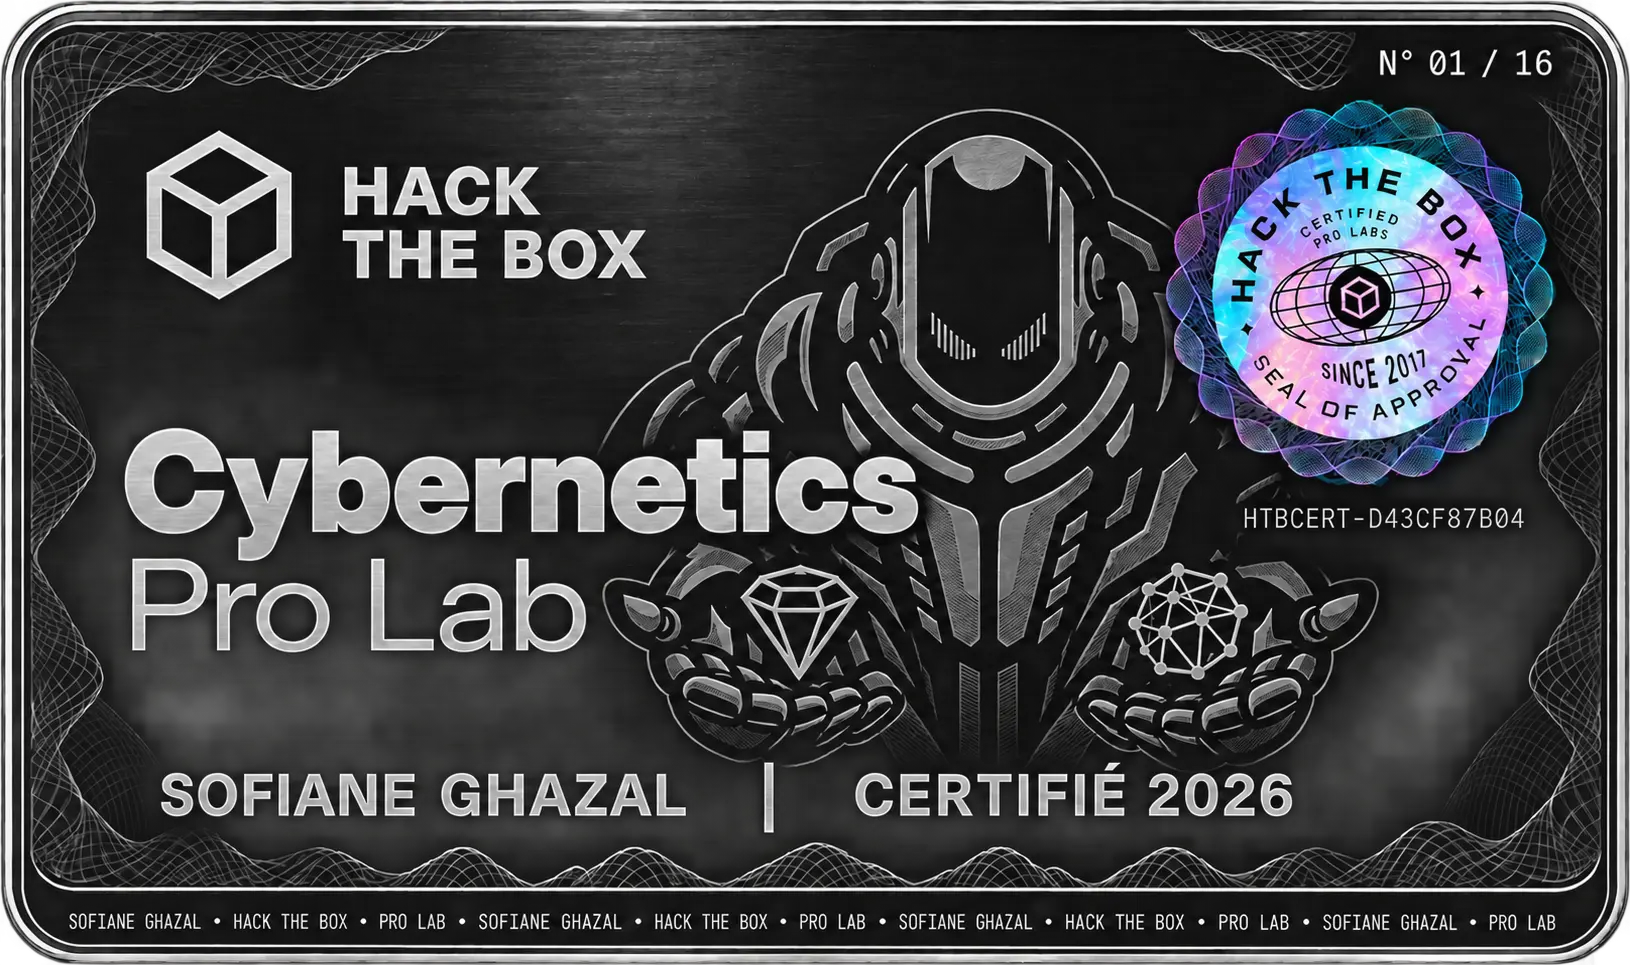 N° 01 / 16
HACK
THE BOX
HACK THE BOX
CERTIFIED
PRO LABS
SINCE 2017
SEAL OF APPROVAL
HTBCERT-D43CF87B04
Cybernetics
Pro Lab
SOFIANE GHAZAL | CERTIFIÉ 2026
SOFIANE GHAZAL • HACK THE BOX • PRO LAB • SOFIANE GHAZAL • HACK THE BOX • PRO LAB • SOFIANE GHAZAL • HACK THE BOX • PRO LAB • SOFIANE GHAZAL • PRO LAB